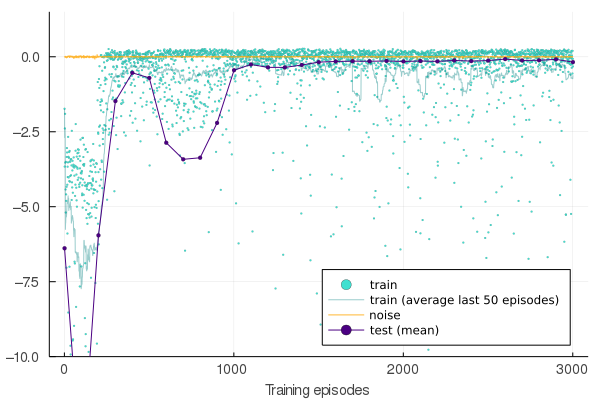 0.0
−2.5
−5.0
−7.5
−10.0
0
1000
2000
3000
Training episodes
train
train (average last 50 episodes)
noise
test (mean)